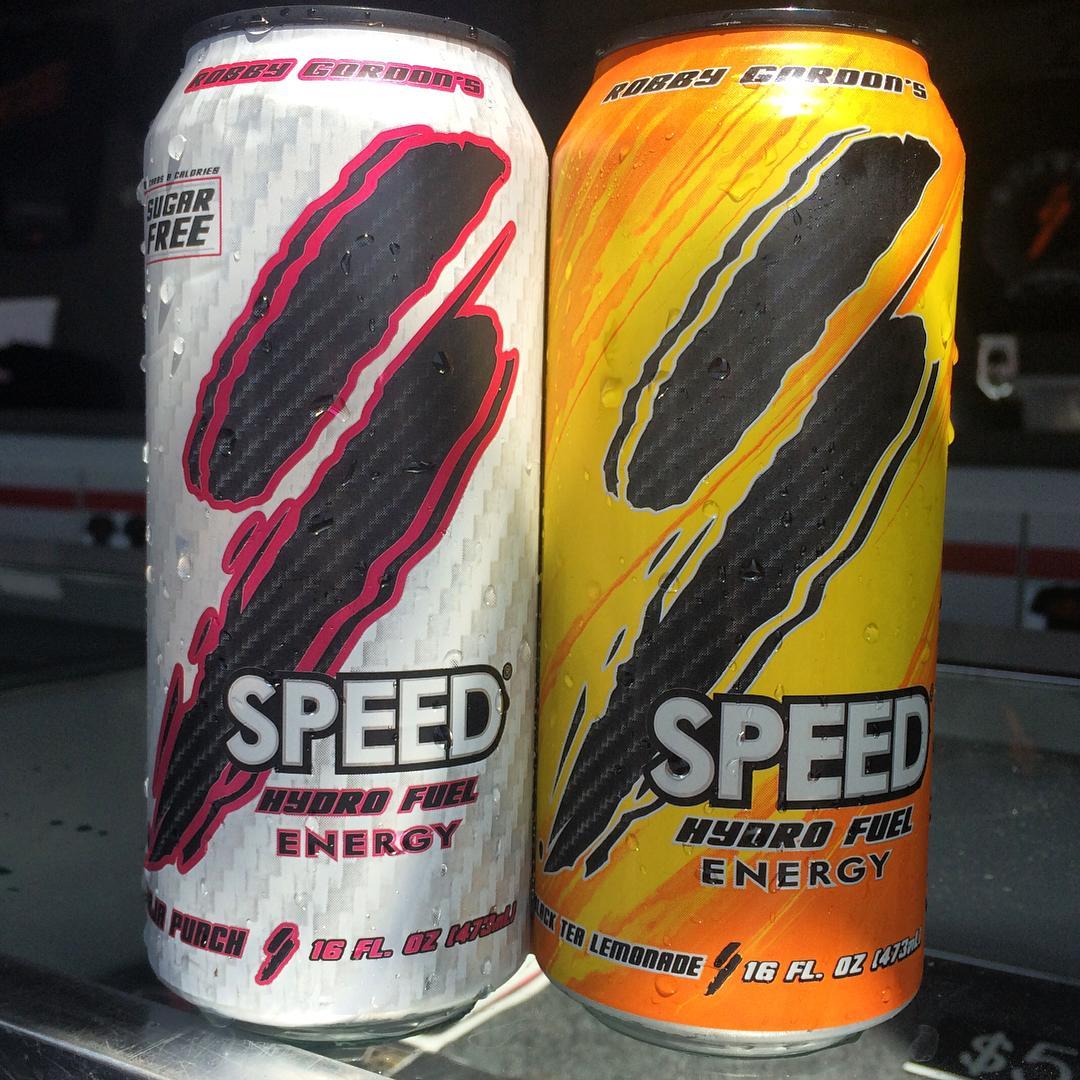 ROBBY GORDON'S
CARBS 0 CALORIES
SUGAR
FREE
SPEED®
HYDRO FUEL
ENERGY
PUNCH 16 FL. OZ (473mL)
ROBBY GORDON'S
SPEED
HYDRO FUEL
ENERGY
BLACK TEA LEMONADE 16 FL. OZ (473mL)
$5